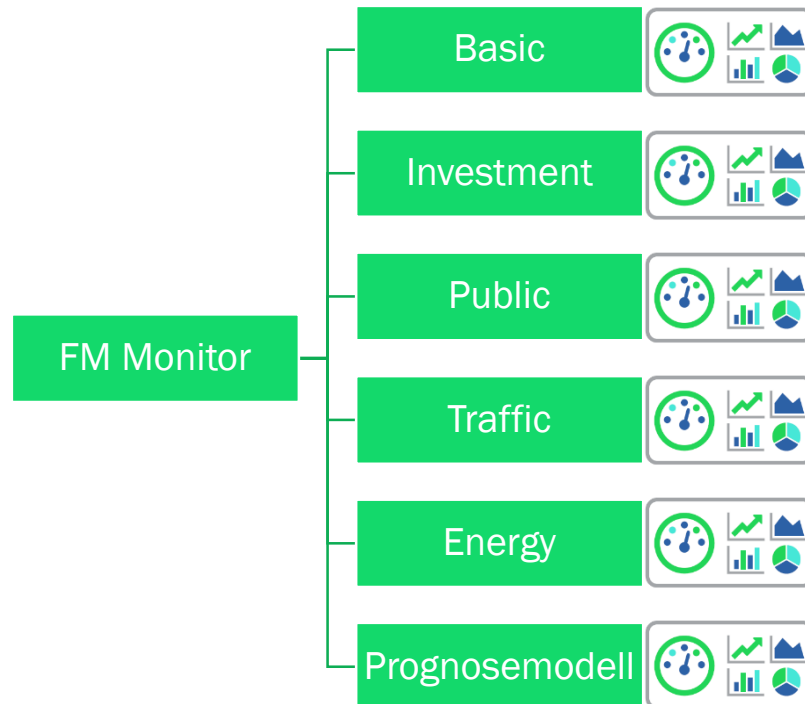 Basic
Investment
Public
FM Monitor
Traffic
Energy
Prognosemodell